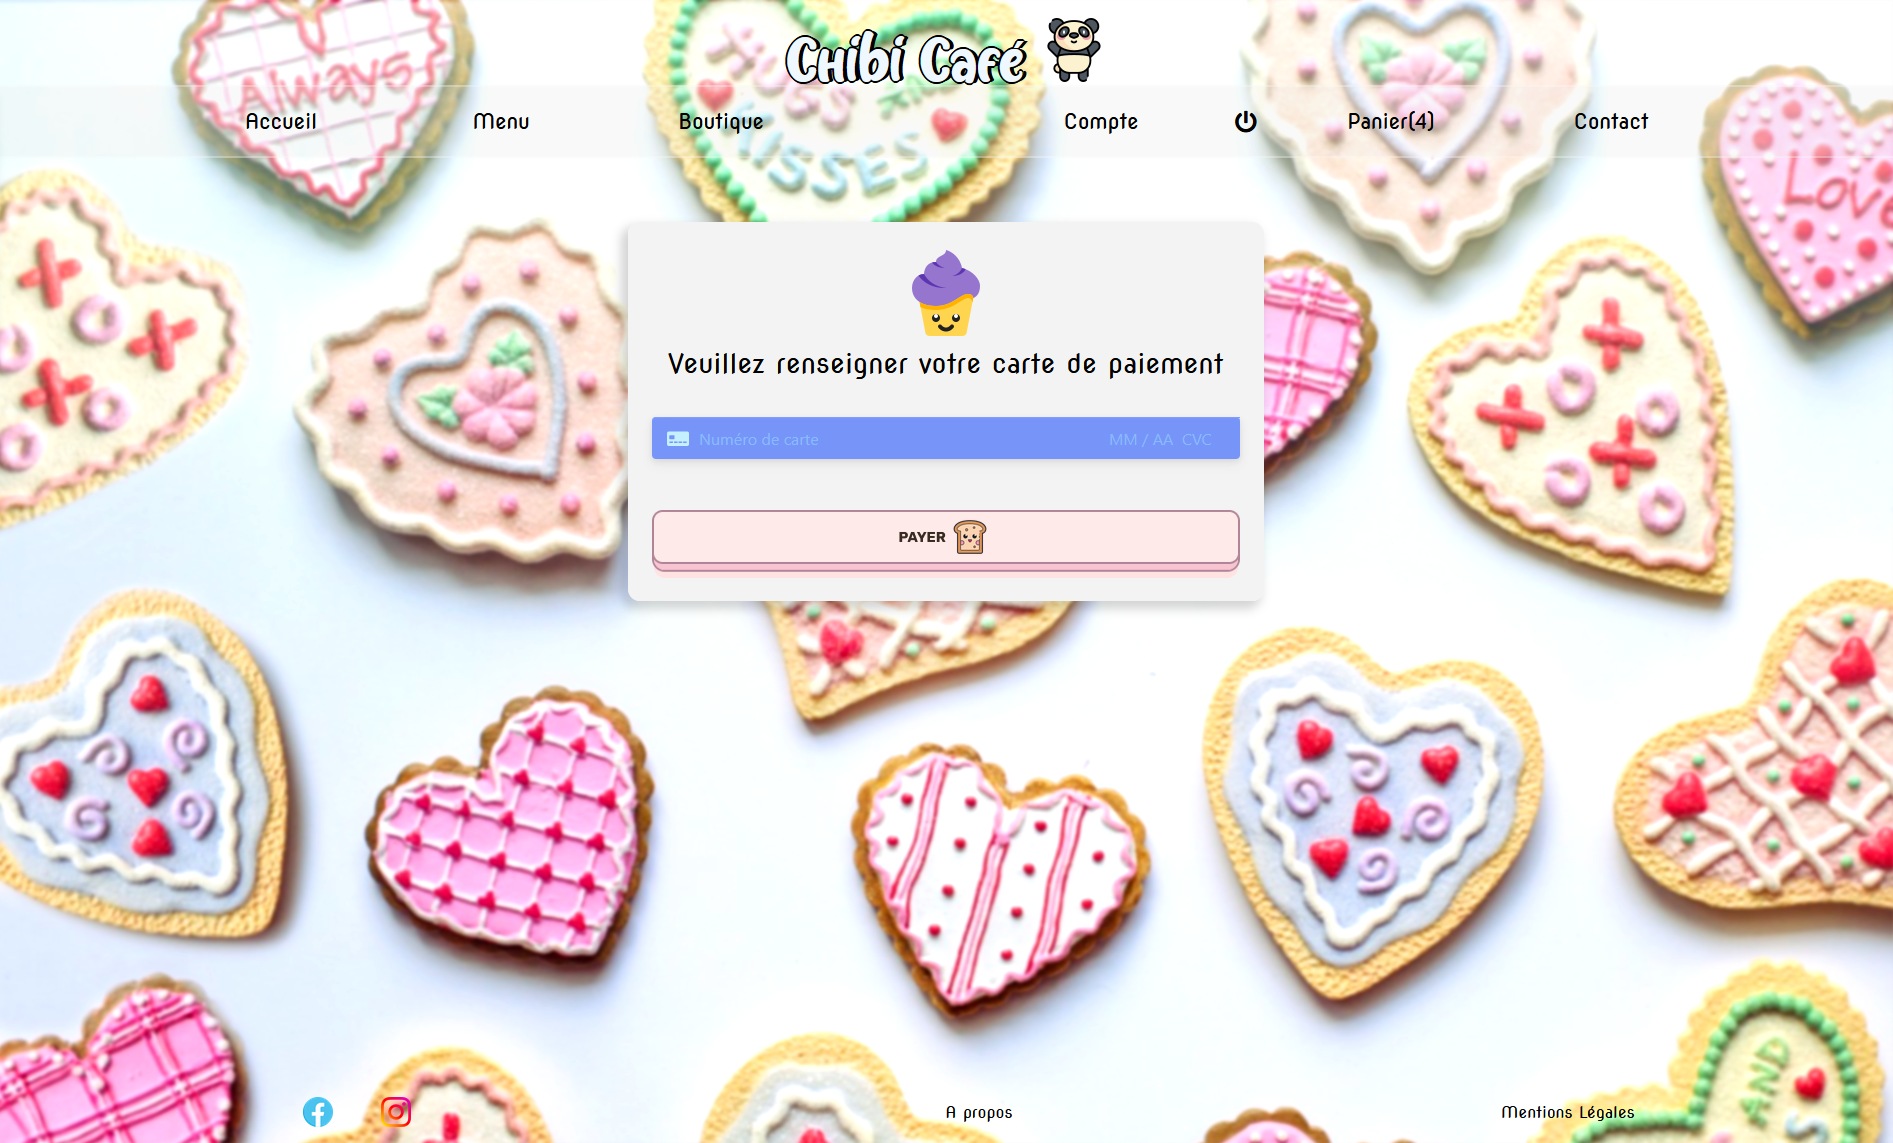 Always
HUGS AND
KISSES
Love
Chibi Café
Accueil
Menu
Boutique
Compte
Panier(4)
Contact
Veuillez renseigner votre carte de paiement
Numéro de carte
MM / AA CVC
PAYER
AND
A propos
Mentions Légales